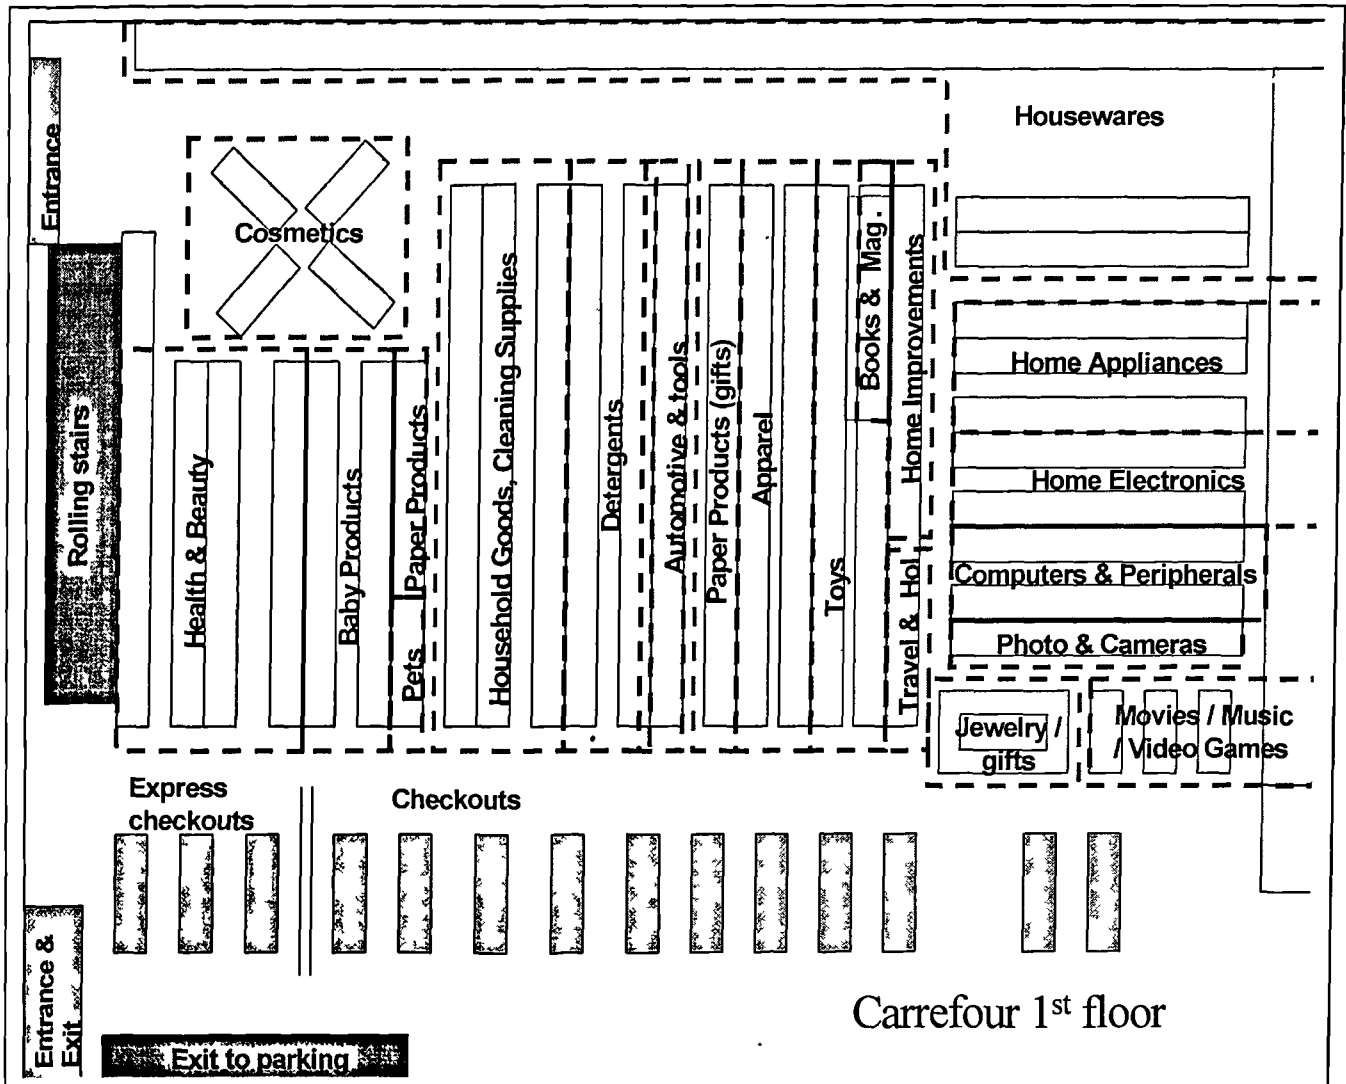 Entrance
Housewares
Cosmetics
Rolling stairs
Health & Beauty
Baby Products
Paper Products
Pets
Household Goods, Cleaning Supplies
Detergents
Automotive & tools
Paper Products (gifts)
Apparel
Toys
Books & Mag.
Home Improvements
Travel & Hol.
Home Appliances
Home Electronics
Computers & Peripherals
Photo & Cameras
Jewelry /
gifts
Movies / Music
/ Video Games
Express
checkouts
Checkouts
Entrance &
Exit
Exit to parking
Carrefour 1st floor